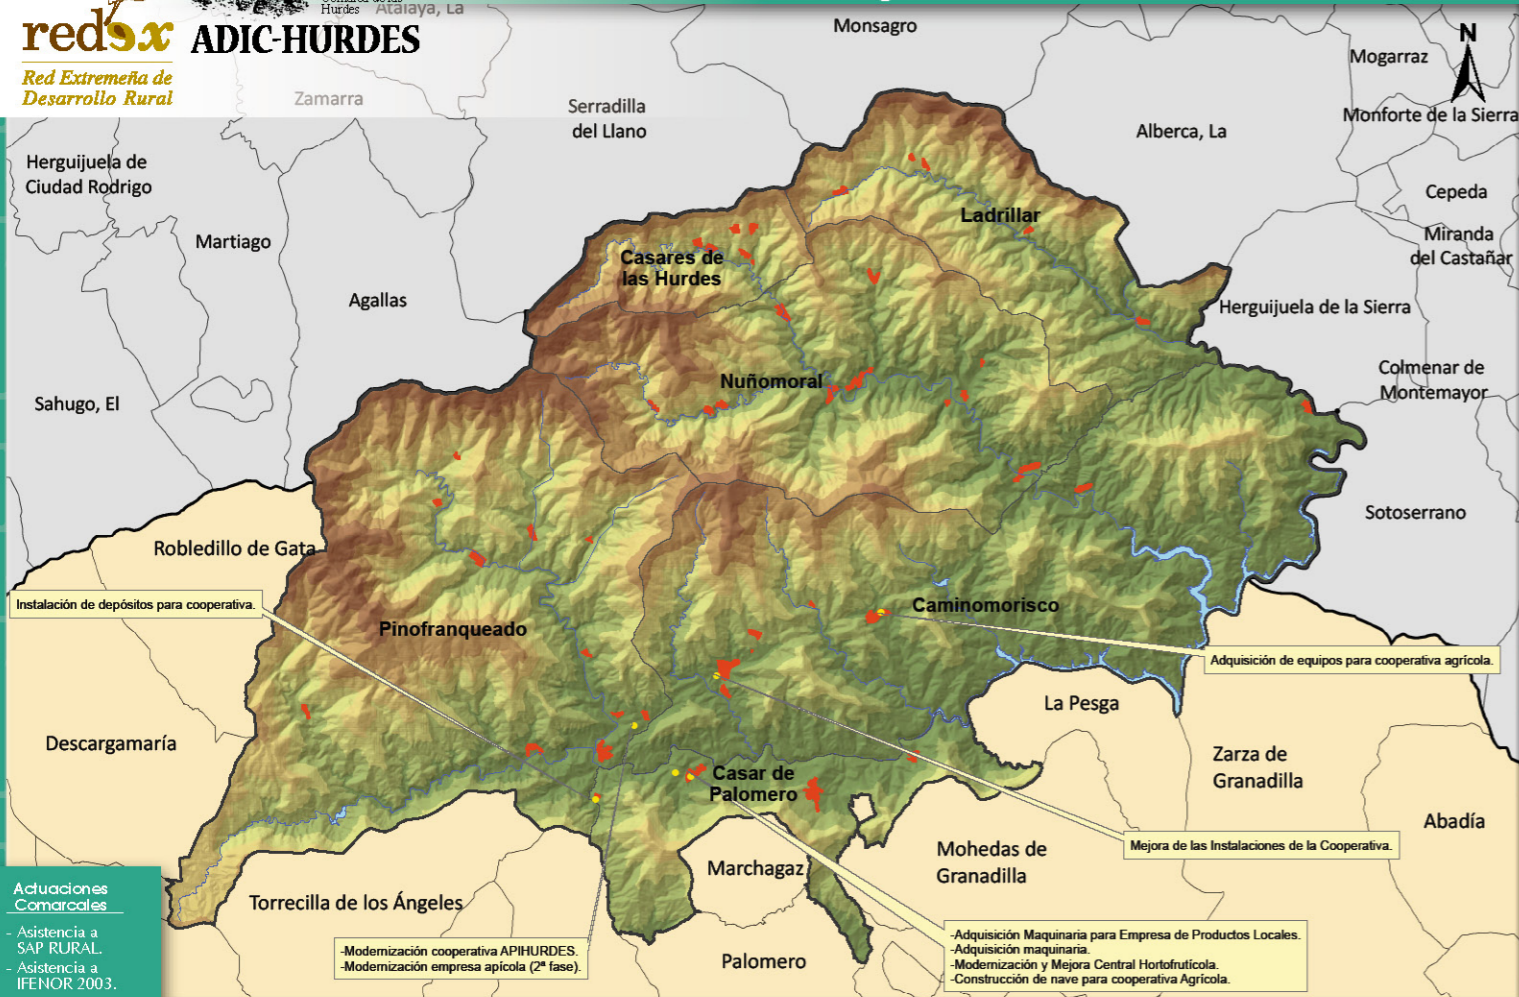 redex
Red Extremeña de
Desarrollo Rural
Hurdes
ADIC-HURDES
Atalaya, La
Zamarra
Monsagro
Mogarraz
N
Serradilla
del Llano
Alberca, La
Monforte de la Sierra
Herguijuela de
Ciudad Rodrigo
Cepeda
Ladrillar
Martiago
Miranda
del Castañar
Casares de
las Hurdes
Agallas
Herguijuela de la Sierra
Colmenar de
Montemayor
Nuñomoral
Sahugo, El
Sotoserrano
Robledillo de Gata
Instalación de depósitos para cooperativa.
Caminomorisco
Pinofranqueado
Adquisición de equipos para cooperativa agrícola.
La Pesga
Descargamaría
Zarza de
Granadilla
Casar de
Palomero
Abadía
Mejora de las Instalaciones de la Cooperativa.
Mohedas de
Granadilla
Marchagaz
Torrecilla de los Ángeles
Actuaciones
Comarcales
- Asistencia a
SAP RURAL.
- Asistencia a
IFENOR 2003.
-Modernización cooperativa APIHURDES.
-Modernización empresa apícola (2ª fase).
Palomero
-Adquisición Maquinaria para Empresa de Productos Locales.
-Adquisición maquinaria.
-Modernización y Mejora Central Hortofrutícola.
-Construcción de nave para cooperativa Agrícola.